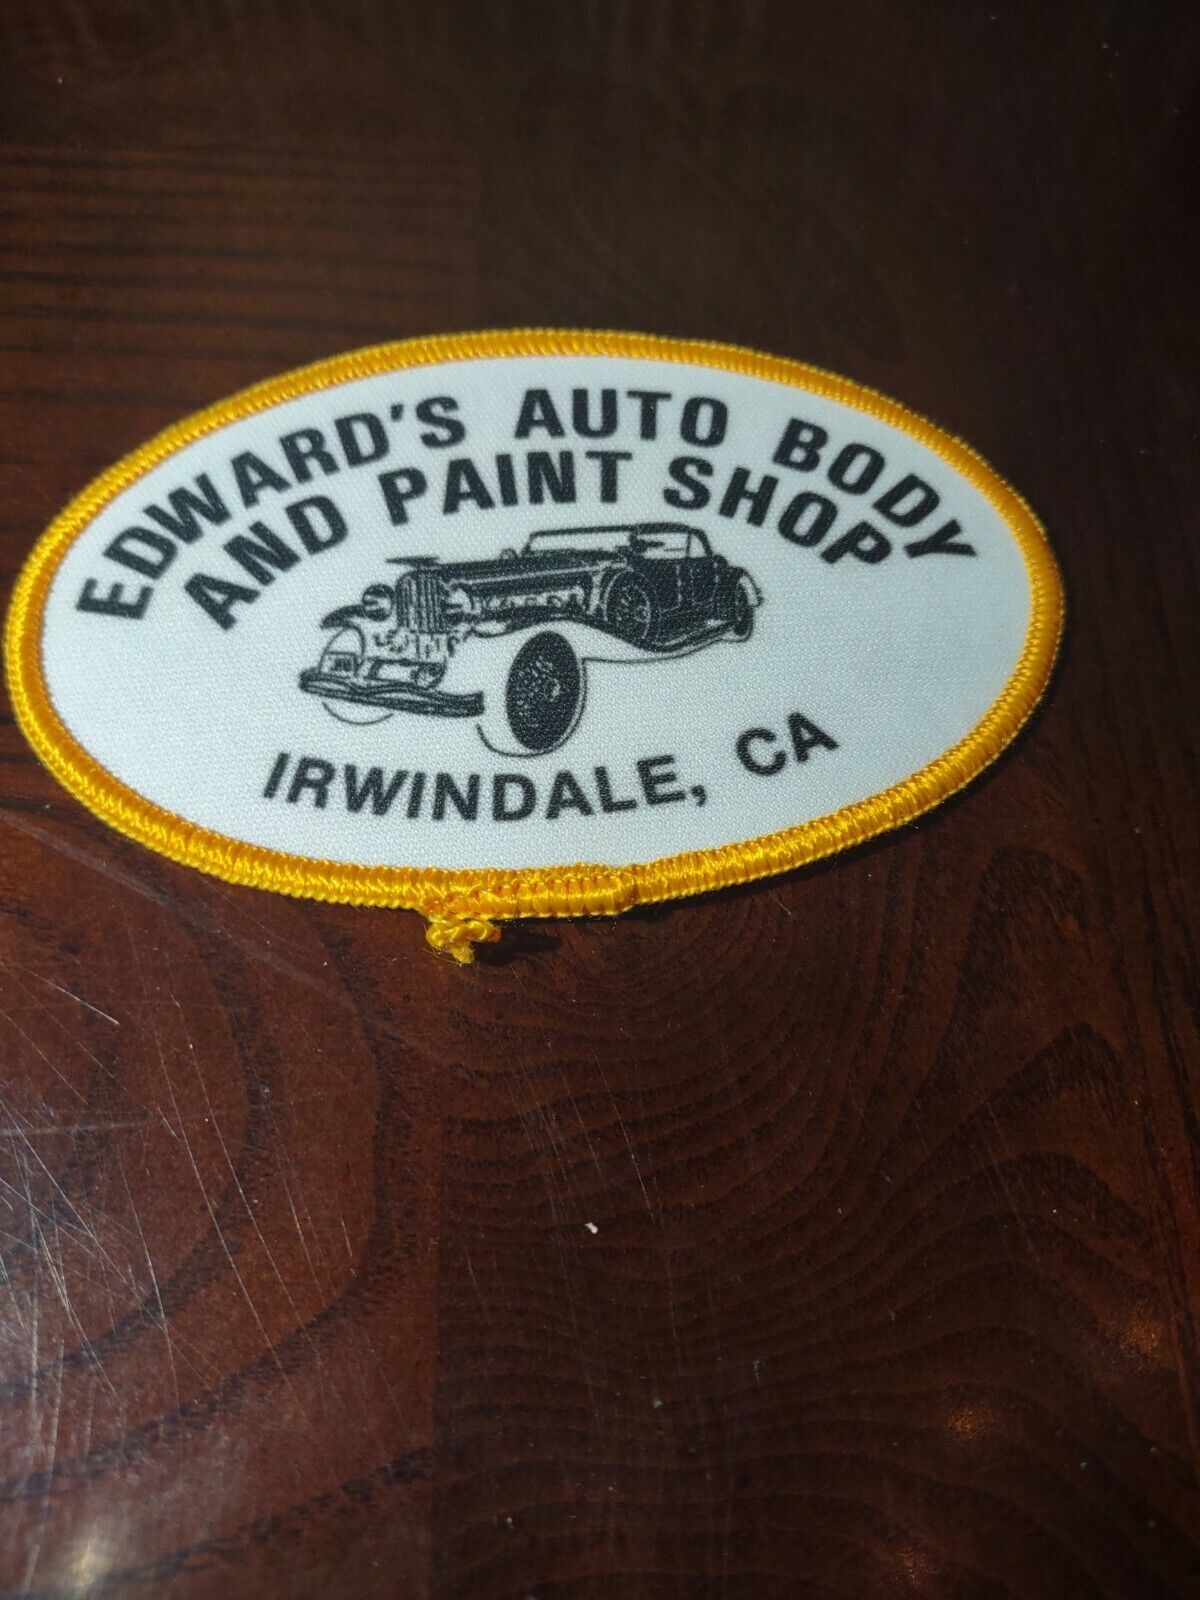 EDWARD'S AUTO BODY
AND PAINT SHOP
IRWINDALE, CA